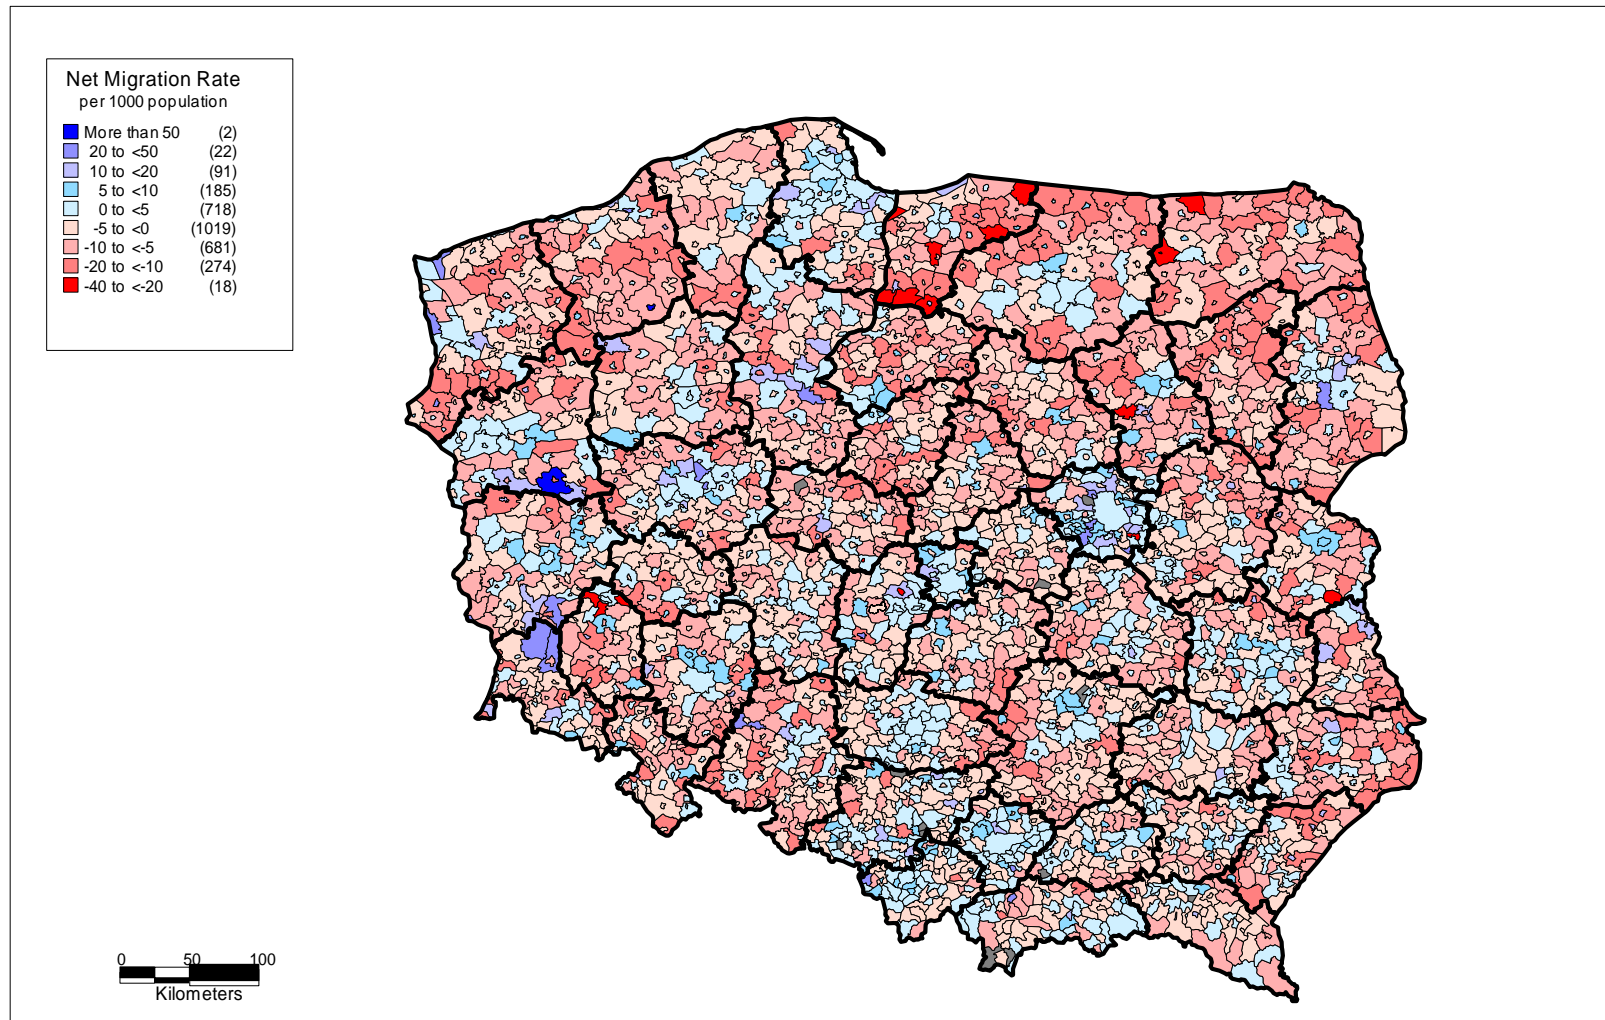 Net Migration Rate
per 1000 population
More than 50 (2)
20 to <50 (22)
10 to <20 (91)
5 to <10 (185)
0 to <5 (718)
-5 to <0 (1019)
-10 to <-5 (681)
-20 to <-10 (274)
-40 to <-20 (18)
0 50 100
Kilometers